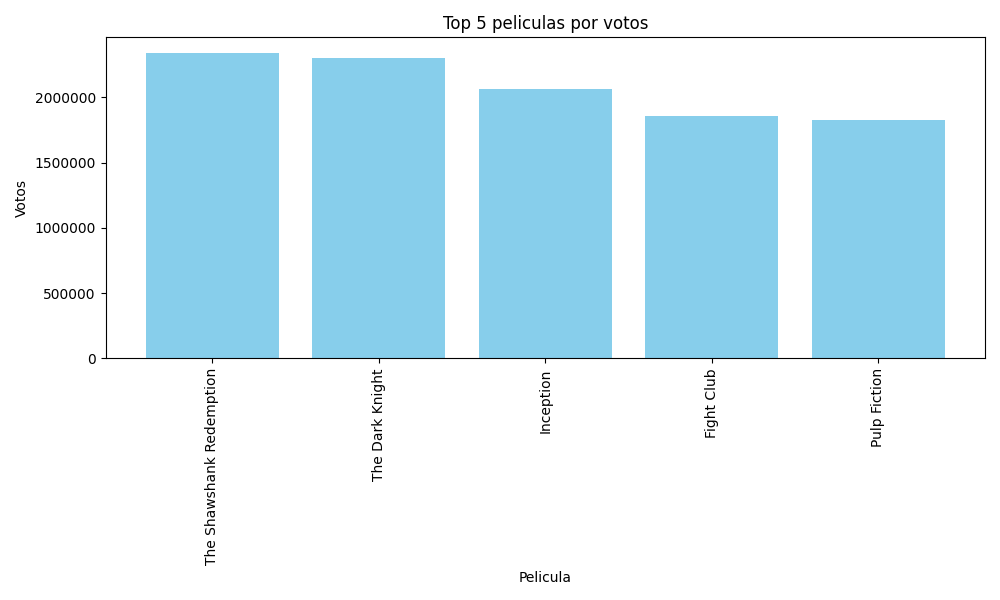 Top 5 peliculas por votos
Votos
2000000
1500000
1000000
500000
0
The Shawshank Redemption
The Dark Knight
Inception
Fight Club
Pulp Fiction
Pelicula